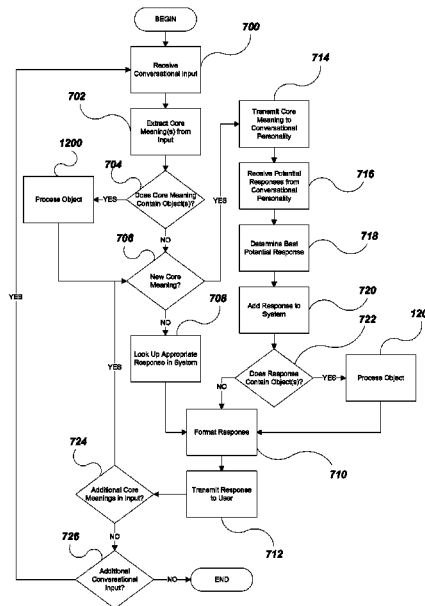 BEGIN
700
Receive
Conversational Input
702
Extract Core
Meaning(s) from
Input
704
Does Core Meaning
Contain Object(s)?
YES
1200
Process Object
NO
706
New Core
Meaning?
YES
NO
708
Look Up Appropriate
Response in System
714
Transmit Core
Meaning to
Conversational
Personality
716
Receive Potential
Responses from
Conversational
Personality
718
Determine Best
Potential Response
720
Add Response to
System
722
Does Response
Contain Object(s)?
YES
120
Process Object
NO
Format Response
710
Transmit Response
to User
712
724
Additional Core
Meanings in Input?
YES
NO
726
Additional
Conversational
Input?
YES
NO
END